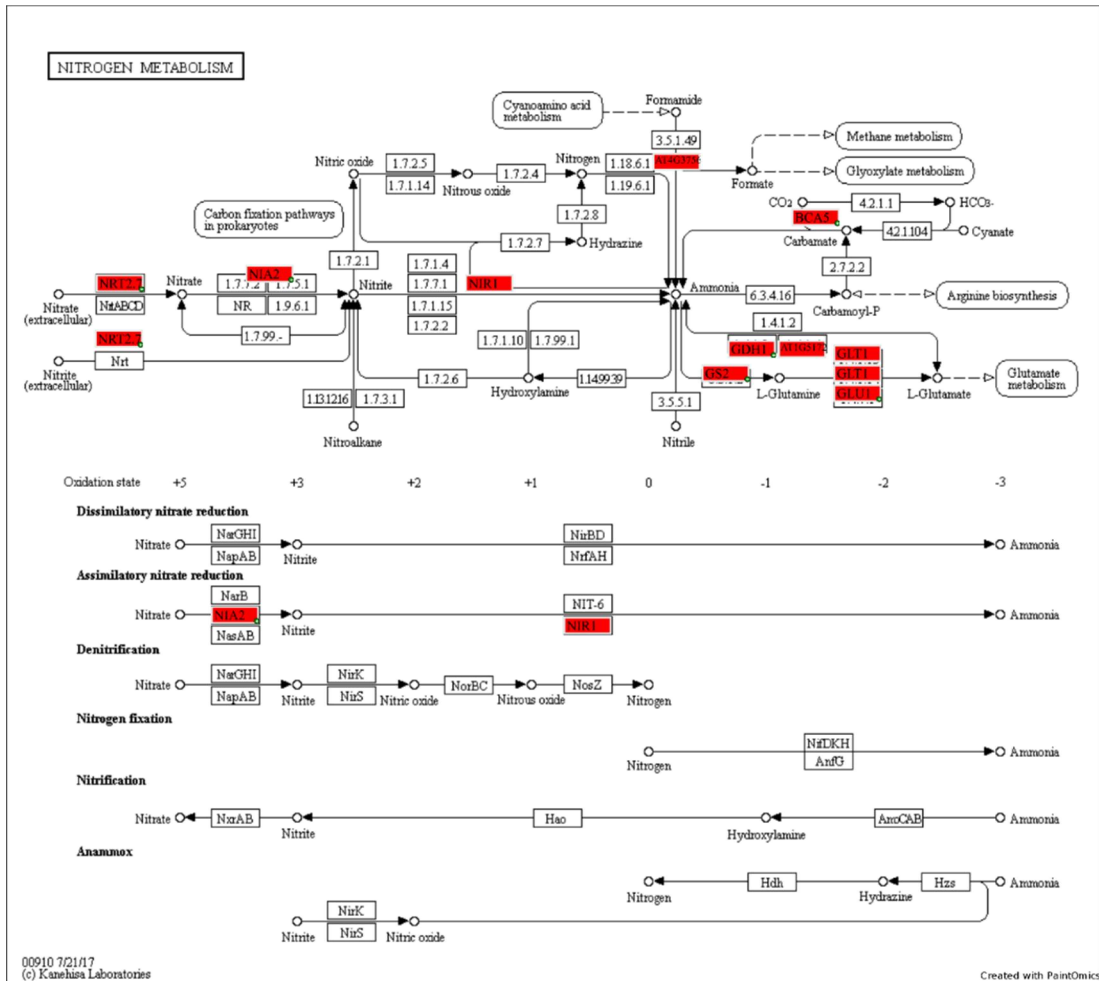 NITROGEN METABOLISM
Cyanoamino acid
metabolism
Formamide
3.5.1.49
Methane metabolism
Nitric oxide
1.7.2.5
1.7.1.14
Nitrous oxide
1.7.2.4
Nitrogen
1.18.6.1
1.19.6.1
Formate
Glyoxylate metabolism
CO2
4.2.1.1
HCO3-
BCA5
Carbamate
4.2.1.104
Cyanate
Carbon fixation pathways
in prokaryotes
1.7.2.8
1.7.2.7
Hydrazine
1.7.2.1
1.7.1.4
1.7.7.1
1.7.1.15
1.7.2.2
NIR1
2.7.2.2
NRT2.7
NrtABCD
Nitrate
(extracellular)
Nitrate
NIA2
1.7.7.2
1.7.5.1
NR
1.9.6.1
Nitrite
Ammonia
6.3.4.16
Carbamoyl-P
Arginine biosynthesis
NRT2.7
Nrt
Nitrite
(extracellular)
1.7.99.-
1.7.1.10
1.7.99.1
1.4.1.2
GDH1
GLT1
GS2
GLT1
GLU1
L-Glutamine
L-Glutamate
Glutamate
metabolism
1.7.2.6
Hydroxylamine
1.14.99.39
1.13.12.16
1.7.3.1
Nitroalkane
3.5.5.1
Nitrile
Oxidation state +5 +3 +2 +1 0 -1 -2 -3
Dissimilatory nitrate reduction
NarGHI
NapAB
NirBD
NrfAH
Nitrate
Nitrite
Ammonia
Assimilatory nitrate reduction
NarB
NIA2
NasAB
NIT-6
NIR1
Nitrate
Nitrite
Ammonia
Denitrification
NarGHI
NapAB
NirK
NirS
NorBC
NosZ
Nitrate
Nitrite
Nitric oxide
Nitrous oxide
Nitrogen
Nitrogen fixation
NifDKH
AnfG
Nitrogen
Ammonia
Nitrification
Nitrate
NxrAB
Nitrite
Hao
Hydroxylamine
AmoCAB
Ammonia
Anammox
Nitrogen
Hdh
Hydrazine
Hzs
Ammonia
NirK
NirS
Nitrite
Nitric oxide
00910 7/21/17
(c) Kanehisa Laboratories
Created with PaintOmics